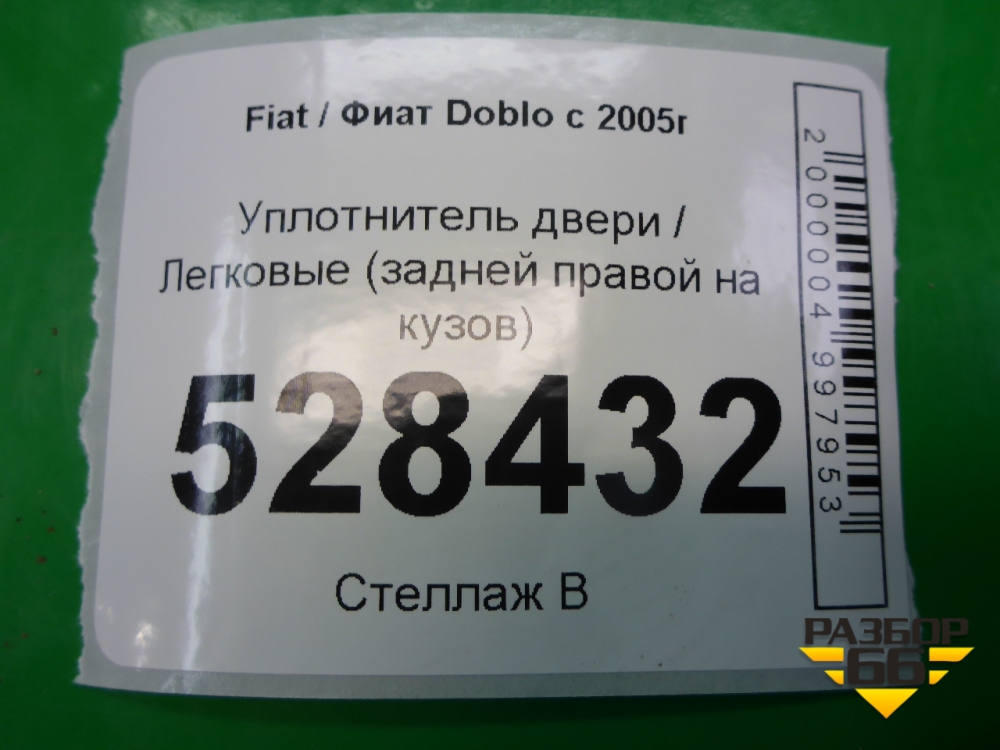 Fiat / Фиат Doblo с 2005г
Уплотнитель двери /
Легковые (задней правой на
кузов)
528432
Стеллаж В
2 000004 997953
РАЗБОР
66